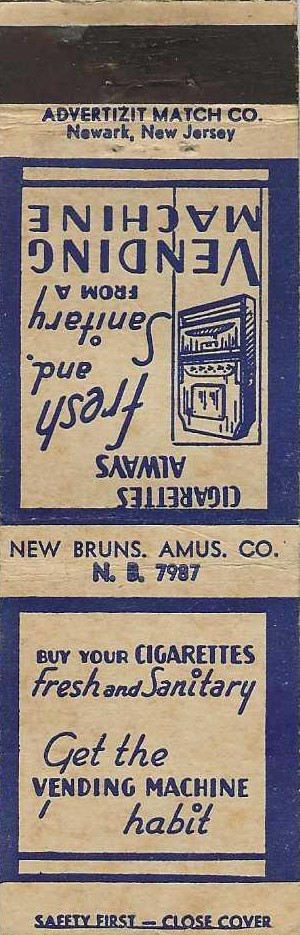 ADVERTIZIT MATCH CO.
Newark, New Jersey
CIGARETTES
ALWAYS
fresh
and
Sanitary
FROM A
VENDING
MACHINE
NEW BRUNS. AMUS. CO.
N. B. 7987
BUY YOUR CIGARETTES
fresh and Sanitary
Get the
VENDING MACHINE
habit
SAFETY FIRST — CLOSE COVER